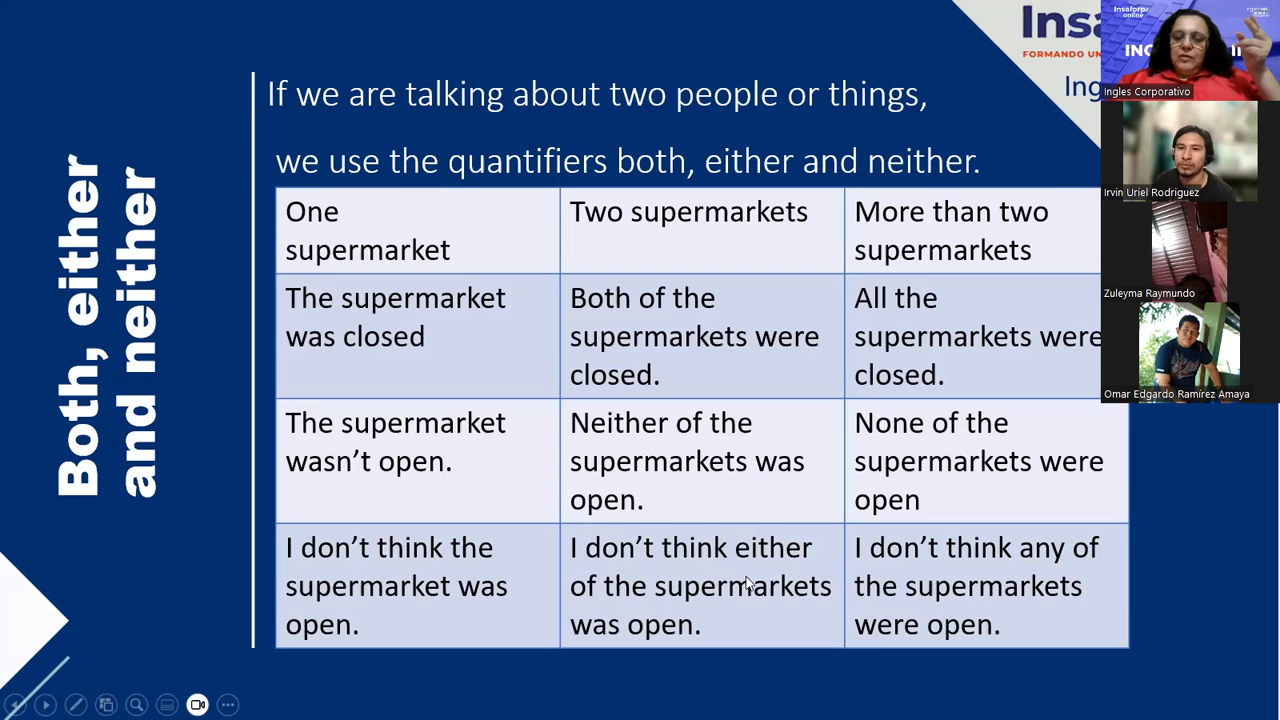 Both, either
and neither
If we are talking about two people or things,
we use the quantifiers both, either and neither.
One
supermarket
Two supermarkets
More than two
supermarkets
The supermarket
was closed
Both of the
supermarkets were
closed.
All the
supermarkets were
closed.
The supermarket
wasn't open.
Neither of the
supermarkets was
open.
None of the
supermarkets were
open
I don't think the
supermarket was
open.
I don't think either
of the supermarkets
was open.
I don't think any of
the supermarkets
were open.
Insaforp
online
Ingles Corporativo
Irvin Uriel Rodriguez
Zuleyma Raymundo
Omar Edgardo Ramírez Amaya